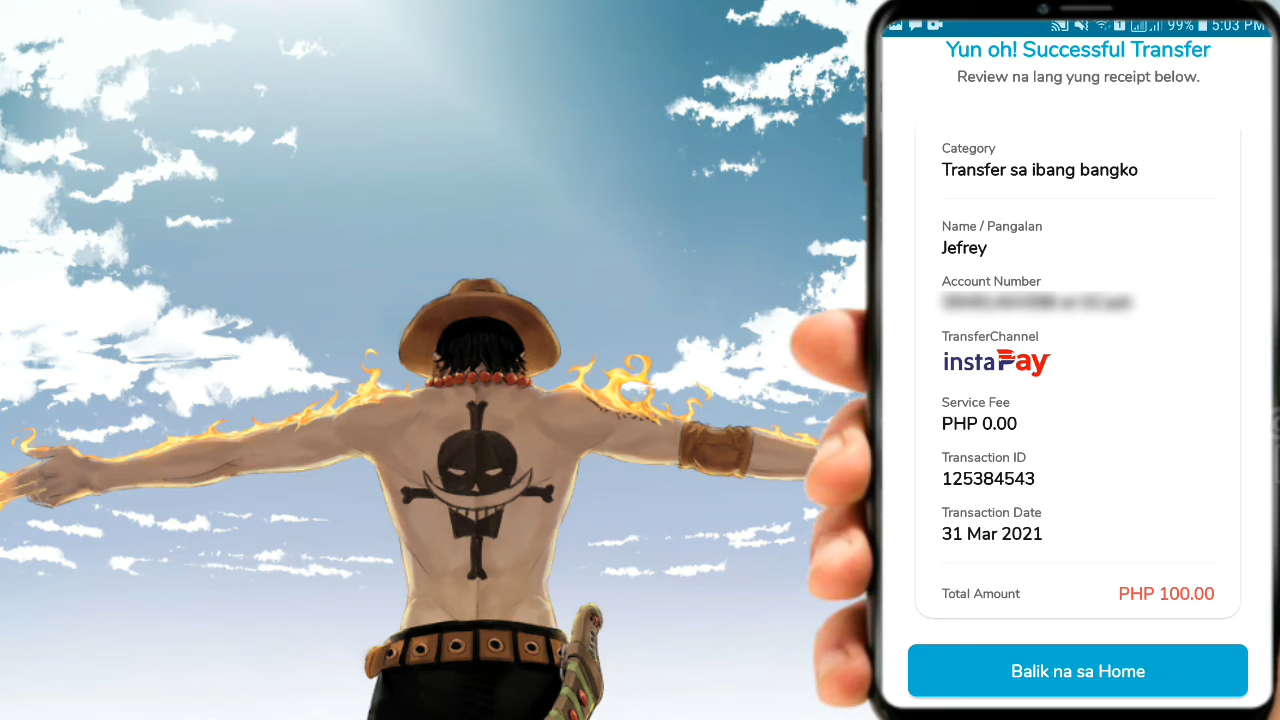 99% 5:03 PM
Yun oh! Successful Transfer
Review na lang yung receipt below.
Category
Transfer sa ibang bangko
Name / Pangalan
Jefrey
Account Number
TransferChannel
instaPay
Service Fee
PHP 0.00
Transaction ID
125384543
Transaction Date
31 Mar 2021
Total Amount PHP 100.00
Balik na sa Home